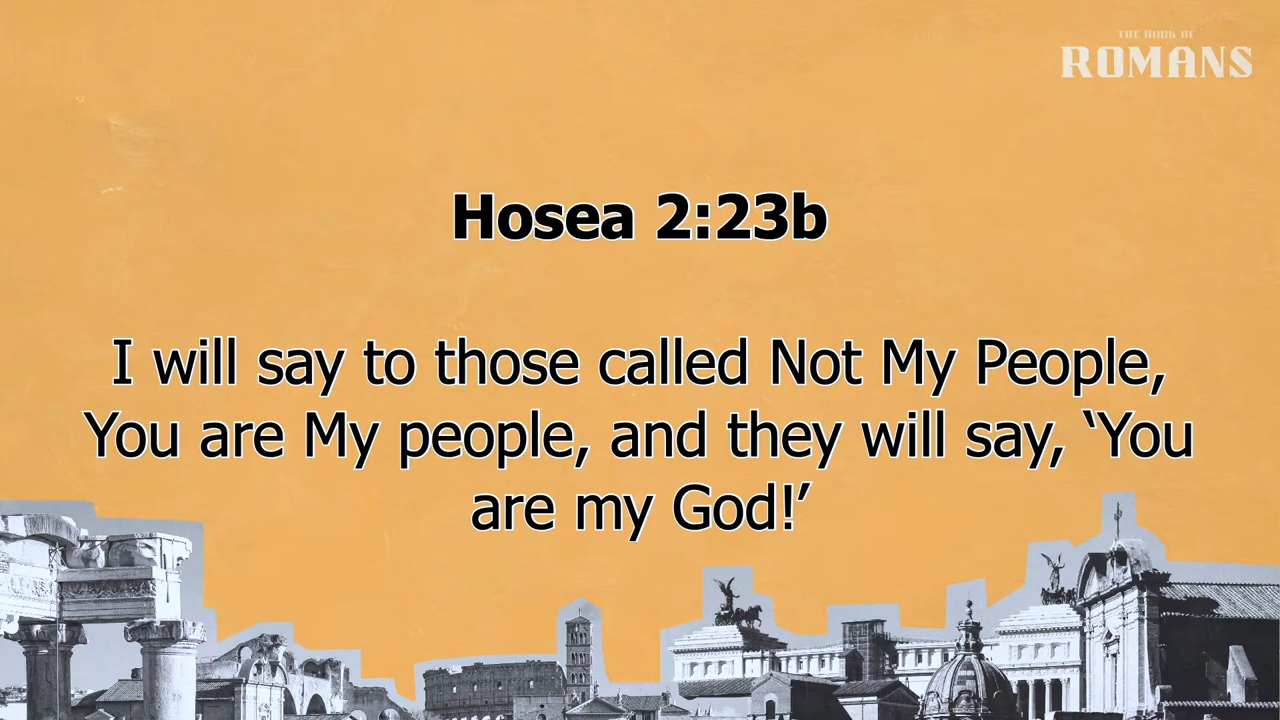 THE BOOK OF
ROMANS
Hosea 2:23b
I will say to those called Not My People,
You are My people, and they will say, ‘You
are my God!’